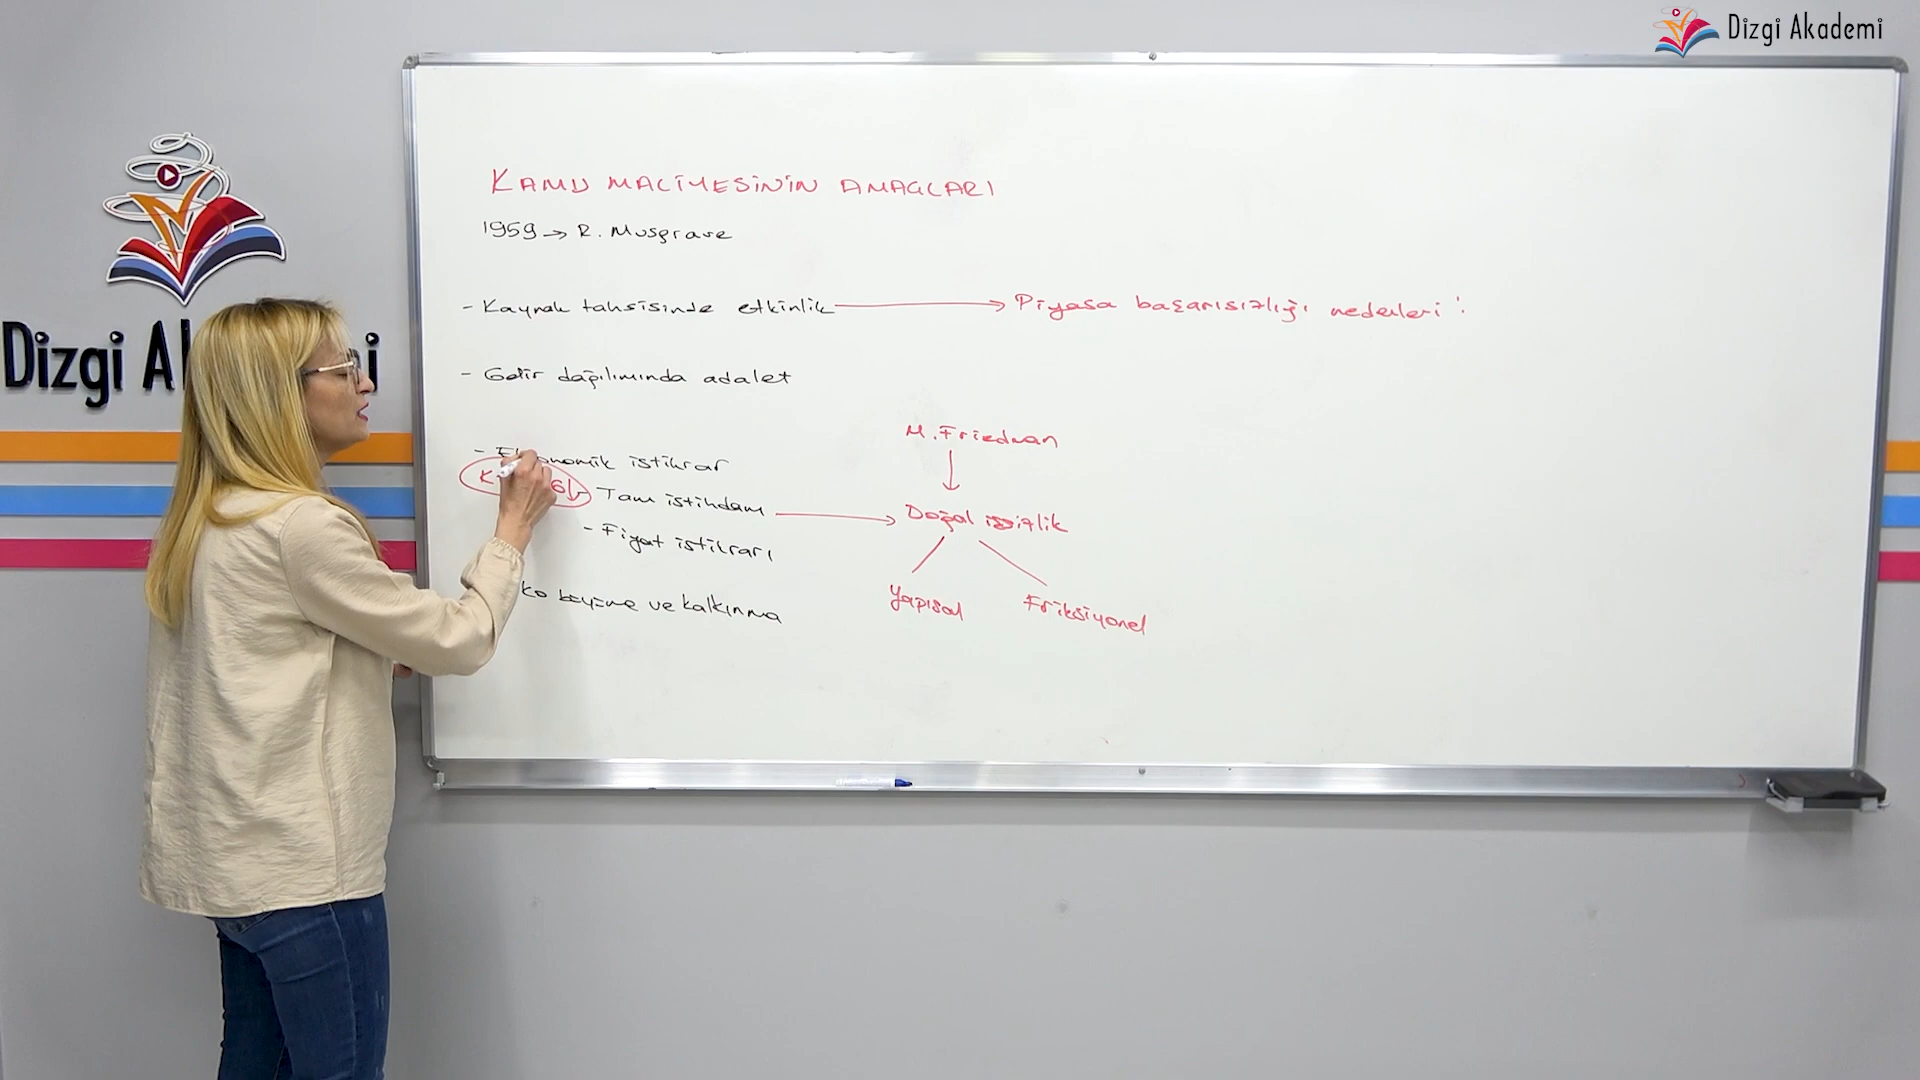 Dizgi Akademi
Dizgi A
i
KAMU MALİYESİNİN AMAÇLARI
1959 → R. Musgrave
- Kaynak tahsisinde etkinlik → Piyasa başarısızlığı nedenleri :
- Gelir dağılımında adalet
M. Friedman
- Ekonomik istikrar
- Tam istihdam → Doğal işsizlik
- Fiyat istikrarı
Yapısal Friksiyonel
ko büyüme ve kalkınma